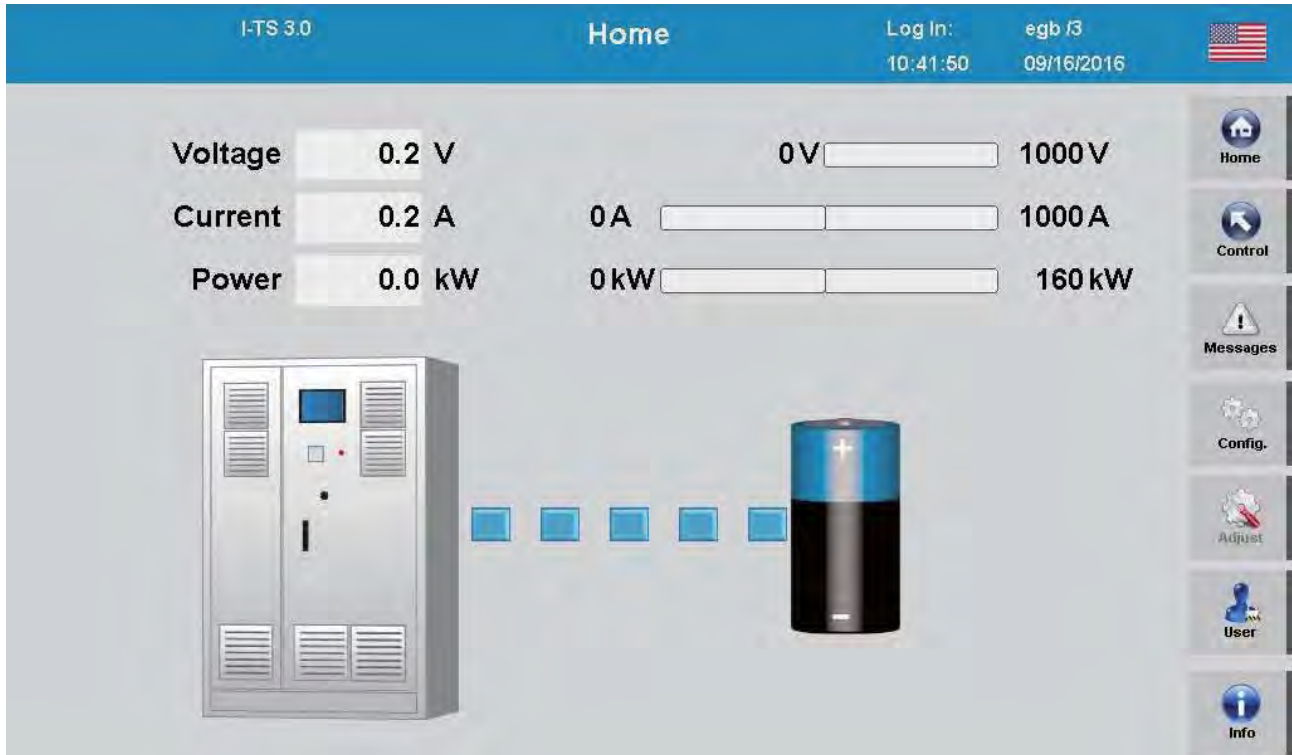 I-TS 3.0 Home Log In: egb /3
10:41:50 09/16/2016
Voltage 0.2 V 0 V 1000 V
Current 0.2 A 0 A 1000 A
Power 0.0 kW 0 kW 160 kW
+
-
Home
Control
!
Messages
Config.
Adjust
User
i
Info